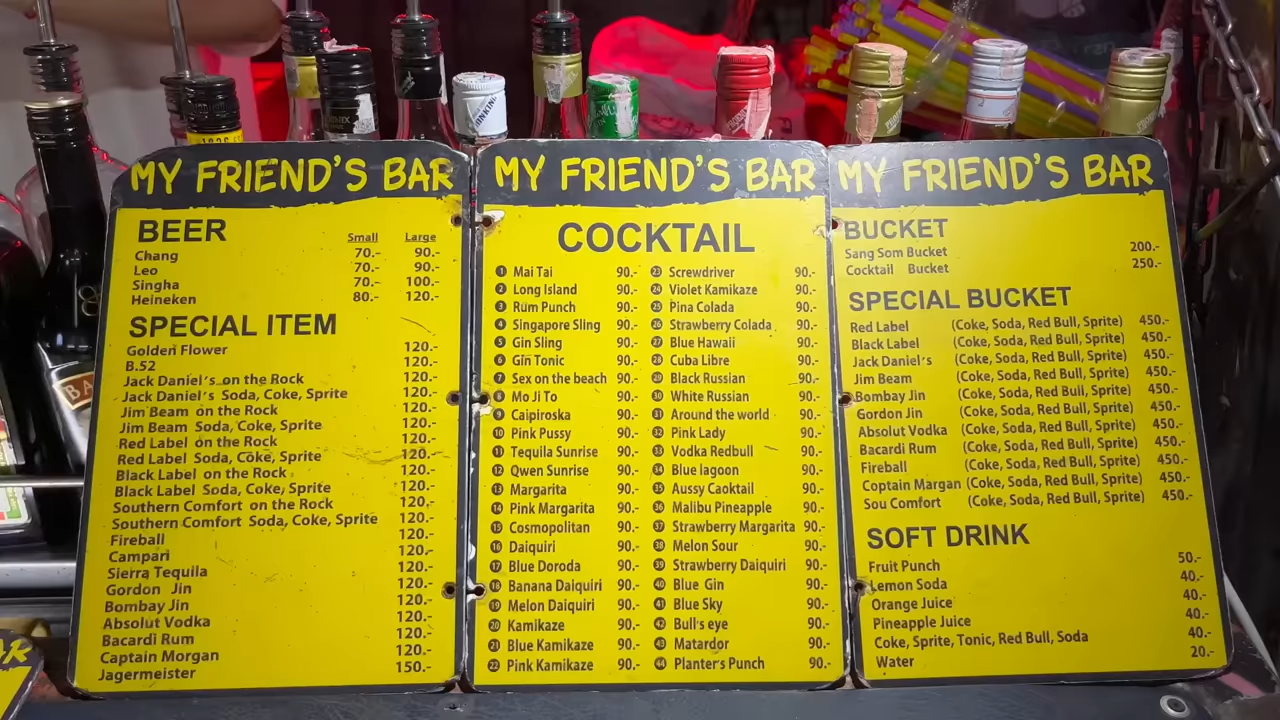 MY FRIEND'S BAR
BEER
Small Large
Chang 70.- 90.-
Leo 70.- 90.-
Singha 70.- 100.-
Heineken 80.- 120.-
SPECIAL ITEM
Golden Flower 120.-
B.52 120.-
Jack Daniel's on the Rock 120.-
Jack Daniel's Soda, Coke, Sprite 120.-
Jim Beam on the Rock 120.-
Jim Beam Soda, Coke, Sprite 120.-
Red Label on the Rock 120.-
Red Label Soda, Coke, Sprite 120.-
Black Label on the Rock 120.-
Black Label Soda, Coke, Sprite 120.-
Southern Comfort on the Rock 120.-
Southern Comfort Soda, Coke, Sprite 120.-
Fireball 120.-
Campari 120.-
Sierra Tequila 120.-
Gordon Jin 120.-
Bombay Jin 120.-
Absolut Vodka 120.-
Bacardi Rum 120.-
Captain Morgan 120.-
Jagermeister 150.-
MY FRIEND'S BAR
COCKTAIL
1 Mai Tai 90.-
2 Long Island 90.-
3 Rum Punch 90.-
4 Singapore Sling 90.-
5 Gin Sling 90.-
6 Gin Tonic 90.-
7 Sex on the beach 90.-
8 Mo Ji To 90.-
9 Caipiroska 90.-
10 Pink Pussy 90.-
11 Tequila Sunrise 90.-
12 Qwen Sunrise 90.-
13 Margarita 90.-
14 Pink Margarita 90.-
15 Cosmopolitan 90.-
16 Daiquiri 90.-
17 Blue Doroda 90.-
18 Banana Daiquiri 90.-
19 Melon Daiquiri 90.-
20 Kamikaze 90.-
21 Blue Kamikaze 90.-
22 Pink Kamikaze 90.-
23 Screwdriver 90.-
24 Violet Kamikaze 90.-
25 Pina Colada 90.-
26 Strawberry Colada 90.-
27 Blue Hawaii 90.-
28 Cuba Libre 90.-
29 Black Russian 90.-
30 White Russian 90.-
31 Around the world 90.-
32 Pink Lady 90.-
33 Vodka Redbull 90.-
34 Blue lagoon 90.-
35 Aussy Caoktail 90.-
36 Malibu Pineapple 90.-
37 Strawberry Margarita 90.-
38 Melon Sour 90.-
39 Strawberry Daiquiri 90.-
40 Blue Gin 90.-
41 Blue Sky 90.-
42 Bull's eye 90.-
43 Matardor 90.-
44 Planter's Punch 90.-
MY FRIEND'S BAR
BUCKET
Sang Som Bucket 200.-
Cocktail Bucket 250.-
SPECIAL BUCKET
Red Label (Coke, Soda, Red Bull, Sprite) 450.-
Black Label (Coke, Soda, Red Bull, Sprite) 450.-
Jack Daniel's (Coke, Soda, Red Bull, Sprite) 450.-
Jim Beam (Coke, Soda, Red Bull, Sprite) 450.-
Bombay Jin (Coke, Soda, Red Bull, Sprite) 450.-
Gordon Jin (Coke, Soda, Red Bull, Sprite) 450.-
Absolut Vodka (Coke, Soda, Red Bull, Sprite) 450.-
Bacardi Rum (Coke, Soda, Red Bull, Sprite) 450.-
Fireball (Coke, Soda, Red Bull, Sprite) 450.-
Coptain Morgan (Coke, Soda, Red Bull, Sprite) 450.-
Sou Comfort (Coke, Soda, Red Bull, Sprite) 450.-
SOFT DRINK
Fruit Punch 50.-
Lemon Soda 40.-
Orange Juice 40.-
Pineapple Juice 40.-
Coke, Sprite, Tonic, Red Bull, Soda 40.-
Water 20.-